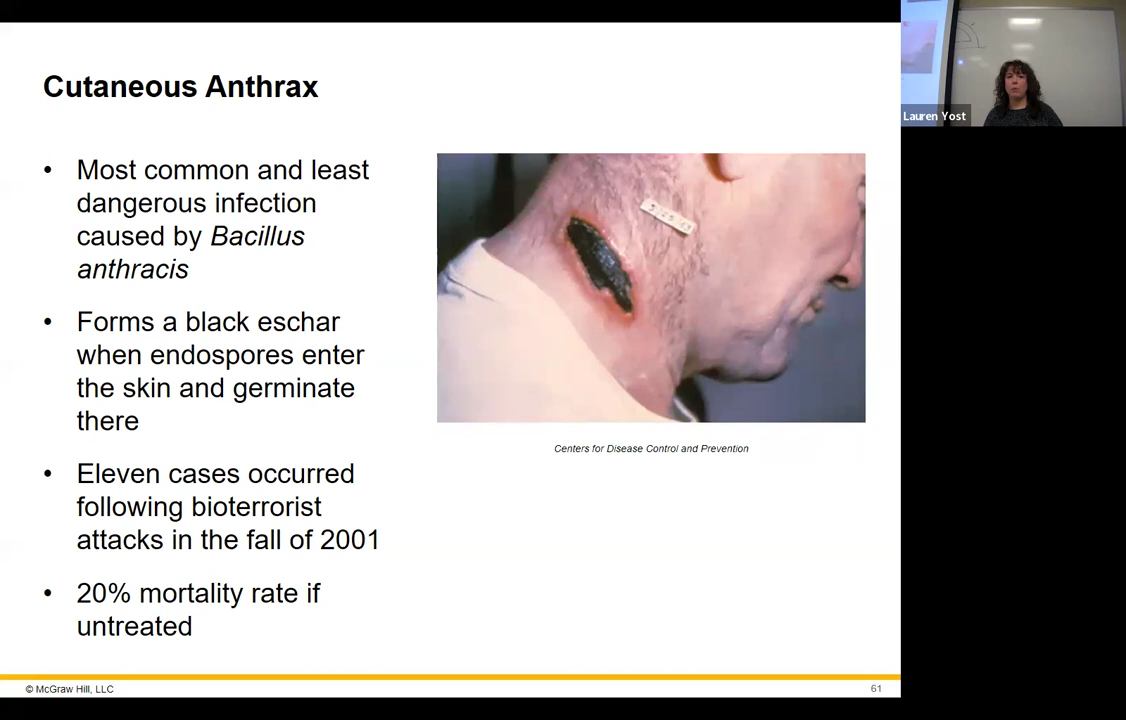 Cutaneous Anthrax
• Most common and least
dangerous infection
caused by Bacillus
anthracis
• Forms a black eschar
when endospores enter
the skin and germinate
there
• Eleven cases occurred
following bioterrorist
attacks in the fall of 2001
• 20% mortality rate if
untreated
Centers for Disease Control and Prevention
© McGraw Hill, LLC
61
Lauren Yost